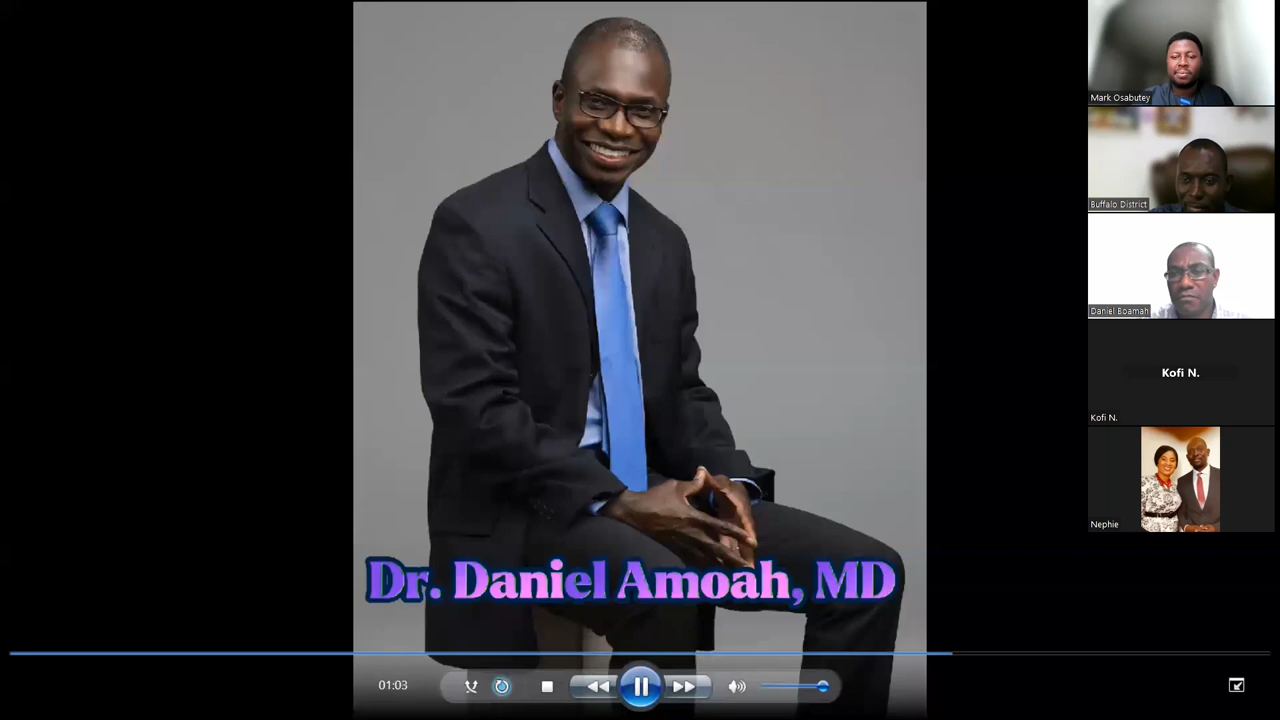 Dr. Daniel Amoah, MD
01:03
Mark Osabutey
Buffalo District
Daniel Boamah
Kofi N.
Kofi N.
Nephie